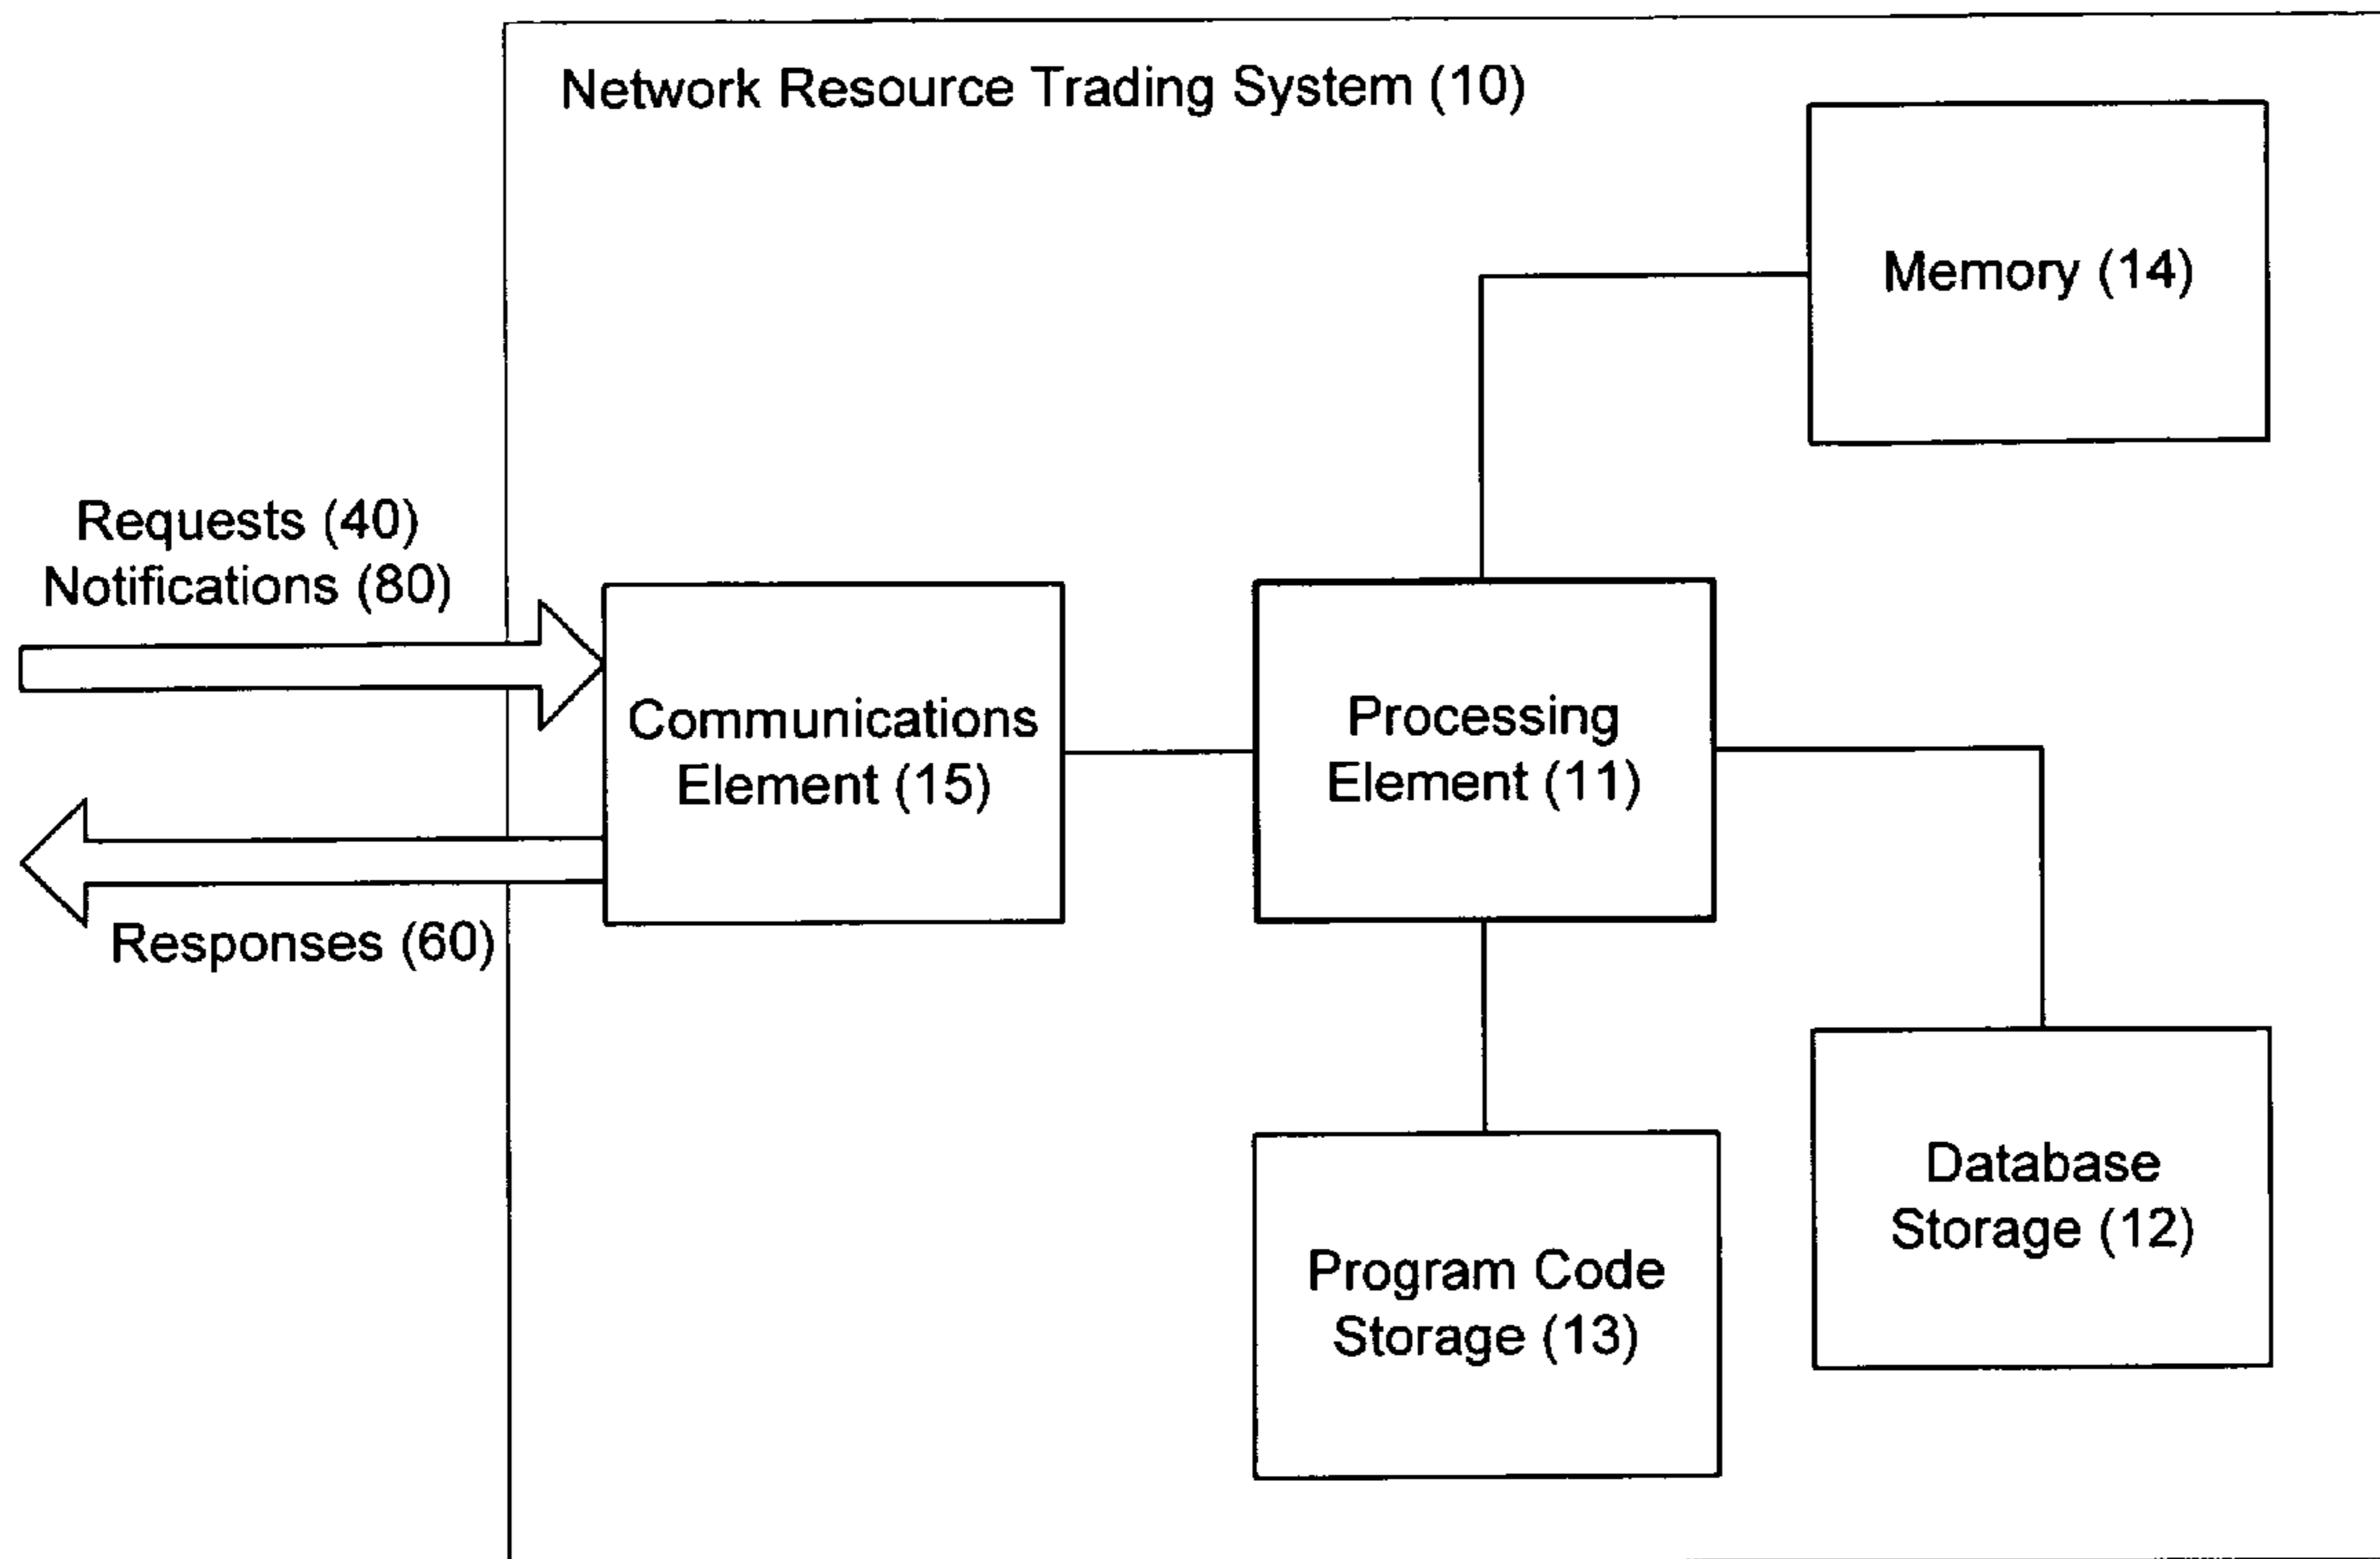 Network Resource Trading System (10)
Memory (14)
Requests (40)
Notifications (80)
Communications
Element (15)
Processing
Element (11)
Responses (60)
Database
Storage (12)
Program Code
Storage (13)